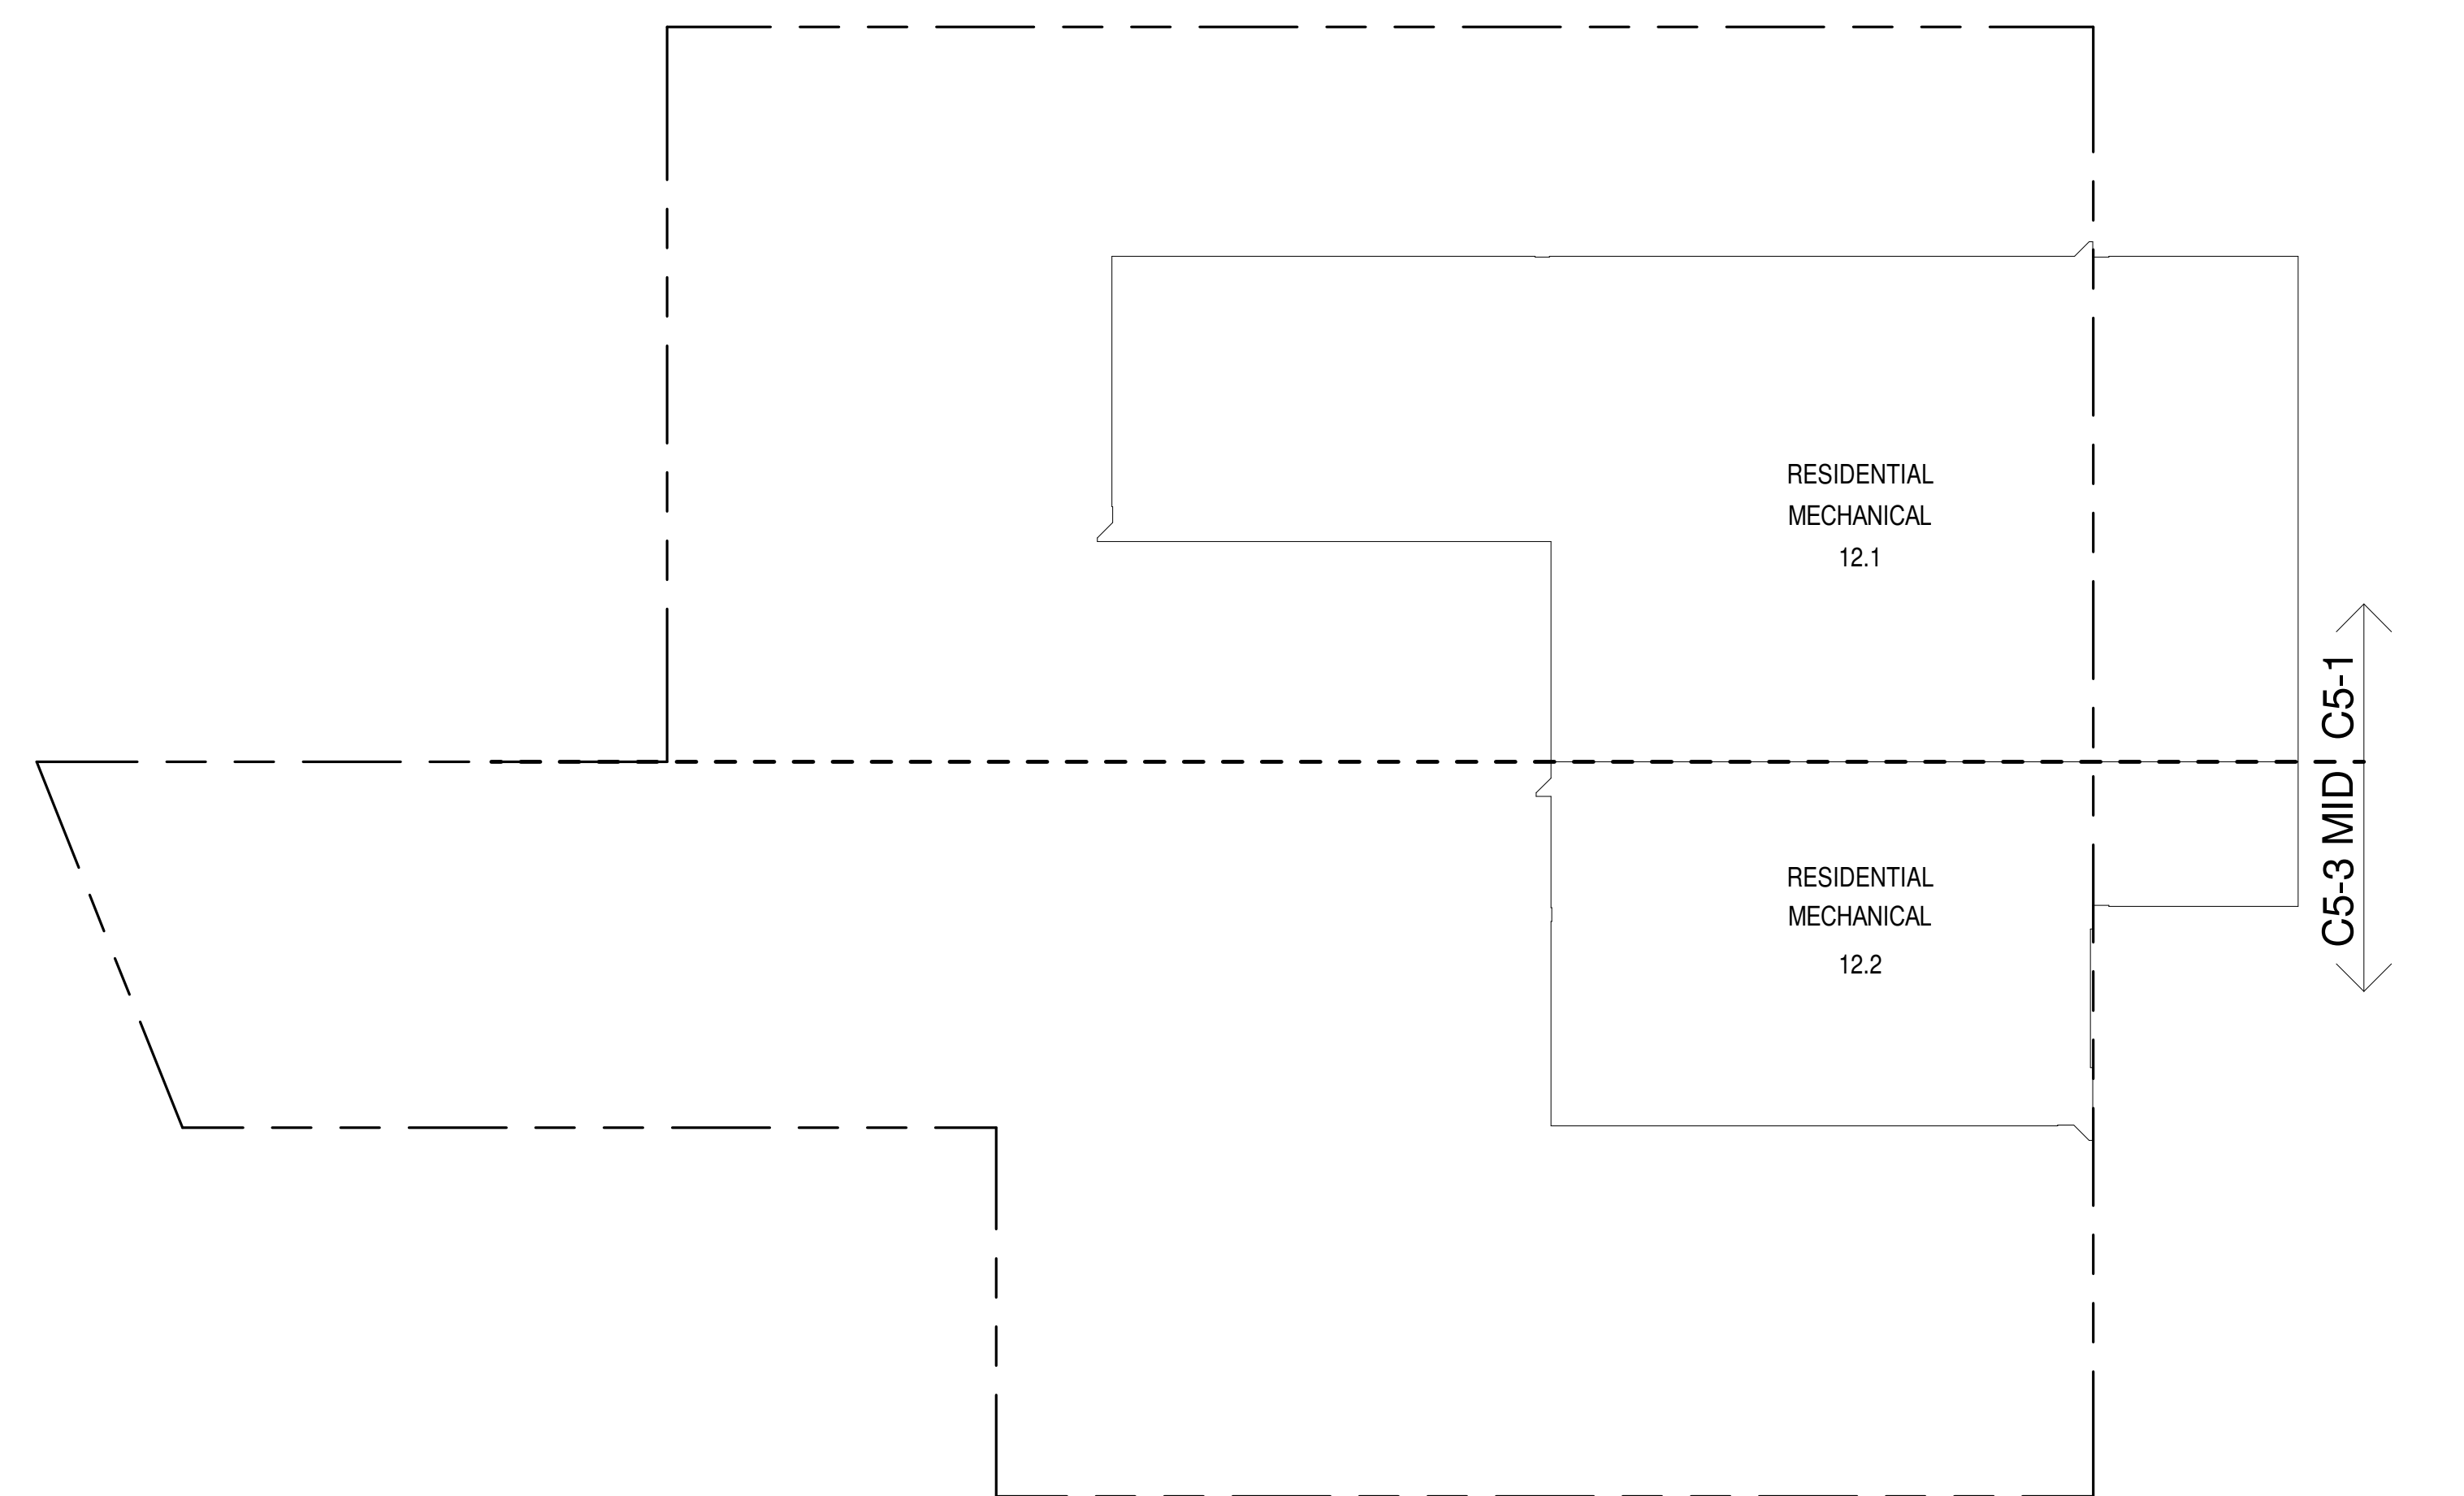 RESIDENTIAL
MECHANICAL
12.1
RESIDENTIAL
MECHANICAL
12.2
C5-3 MID C5-1